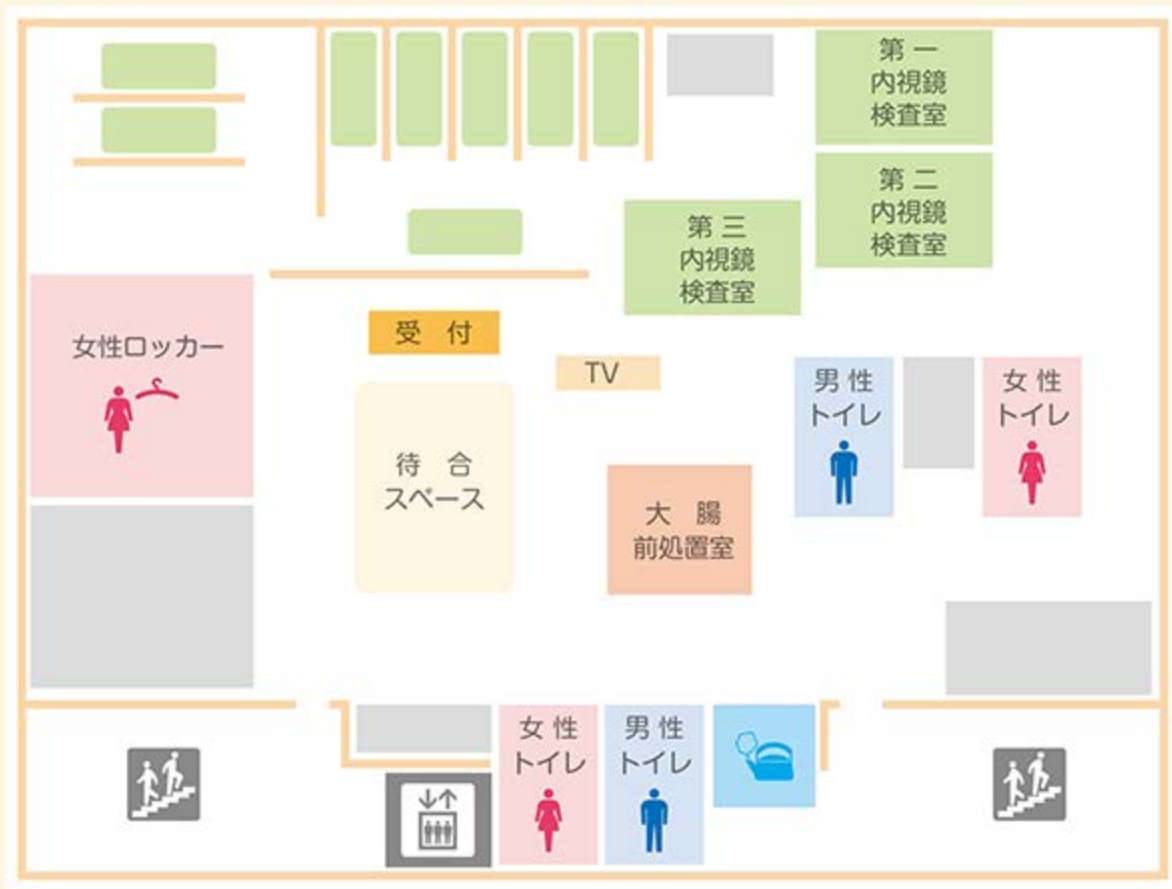 第 一
内視鏡
検査室
第 二
内視鏡
検査室
第 三
内視鏡
検査室
女性ロッカー
受 付
TV
男 性
トイレ
女 性
トイレ
待 合
スペース
大 腸
前処置室
女 性
トイレ
男 性
トイレ